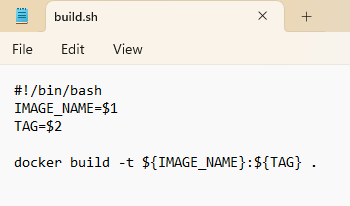 build.sh
File Edit View
#!/bin/bash
IMAGE_NAME=$1
TAG=$2

docker build -t ${IMAGE_NAME}:${TAG} .